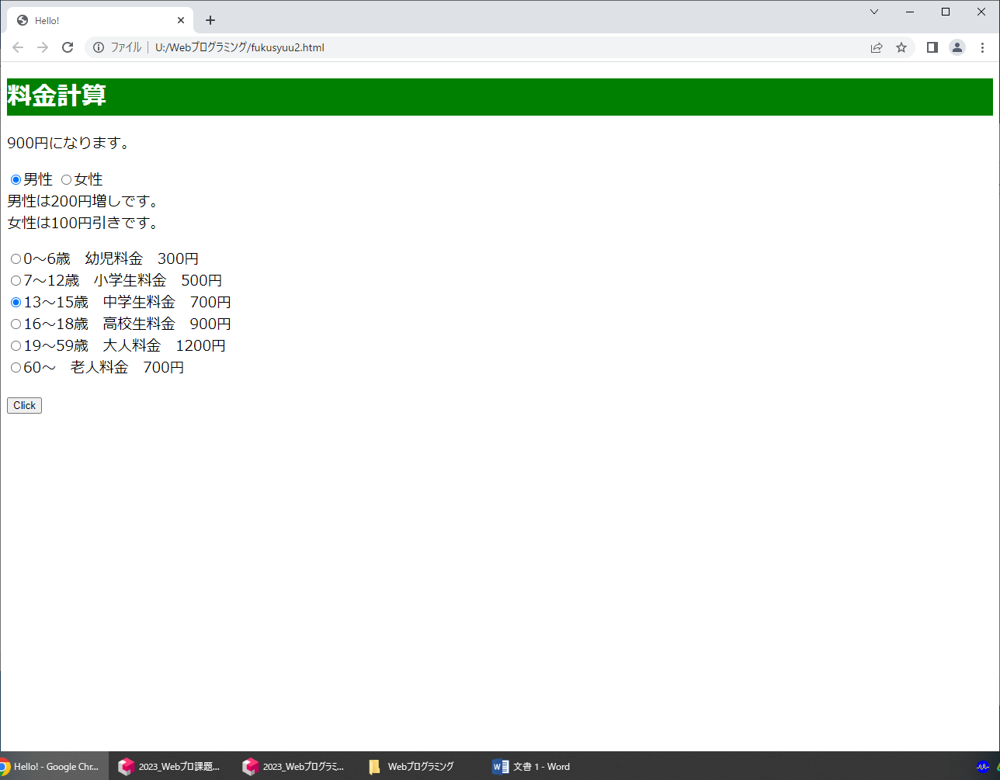 Hello!
ファイル
U:/Webプログラミング/fukusyuu2.html
料金計算
900円になります。
男性 女性
男性は200円増しです。
女性は100円引きです。
0～6歳　幼児料金　300円
7～12歳　小学生料金　500円
13～15歳　中学生料金　700円
16～18歳　高校生料金　900円
19～59歳　大人料金　1200円
60～　老人料金　700円
Click
Hello! - Google Chr...
2023_Webプロ課題...
2023_Webプログラミ...
Webプログラミング
文書 1 - Word